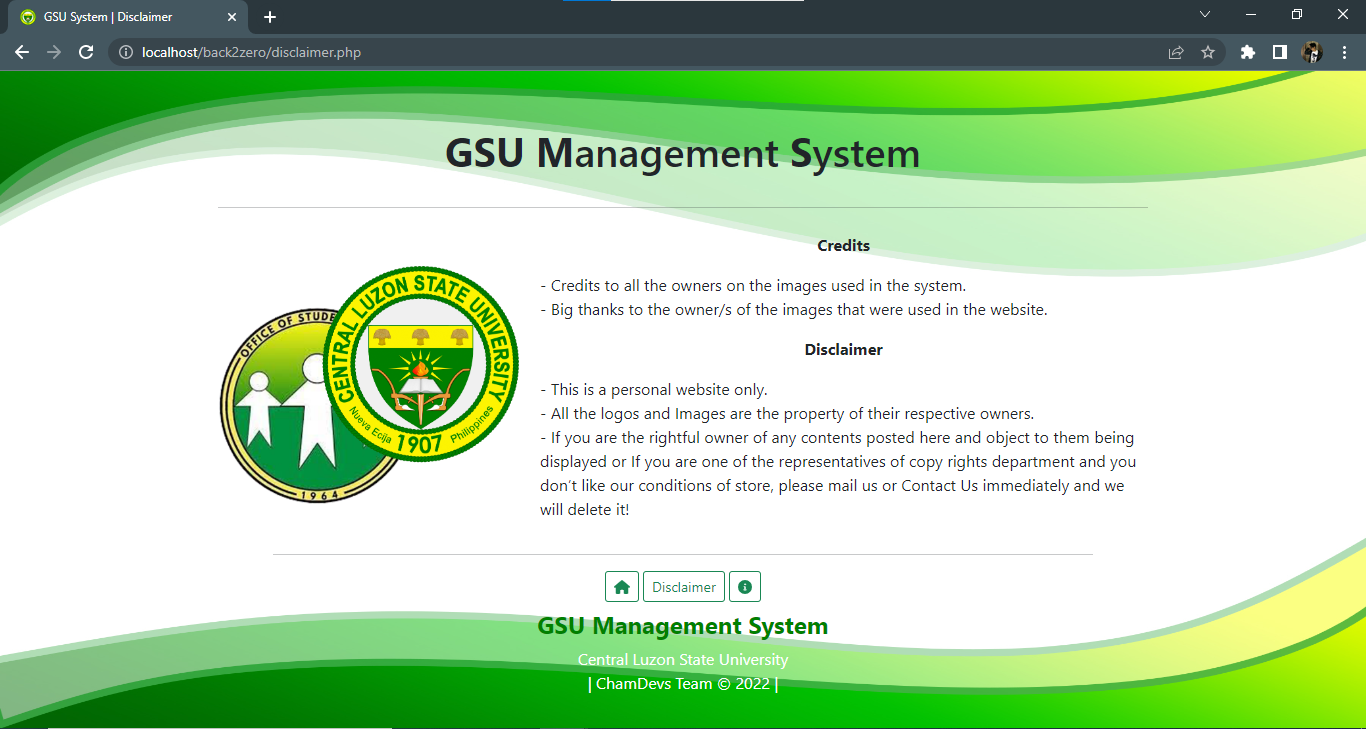 GSU System | Disclaimer
localhost/back2zero/disclaimer.php
GSU Management System
Credits
- Credits to all the owners on the images used in the system.
- Big thanks to the owner/s of the images that were used in the website.
OFFICE OF STUDE
1964
CENTRAL LUZON STATE UNIVERSITY
Nueva Ecija 1907 Philippines
Disclaimer
- This is a personal website only.
- All the logos and Images are the property of their respective owners.
- If you are the rightful owner of any contents posted here and object to them being
displayed or If you are one of the representatives of copy rights department and you
don’t like our conditions of store, please mail us or Contact Us immediately and we
will delete it!
Disclaimer
GSU Management System
Central Luzon State University
| ChamDevs Team © 2022 |